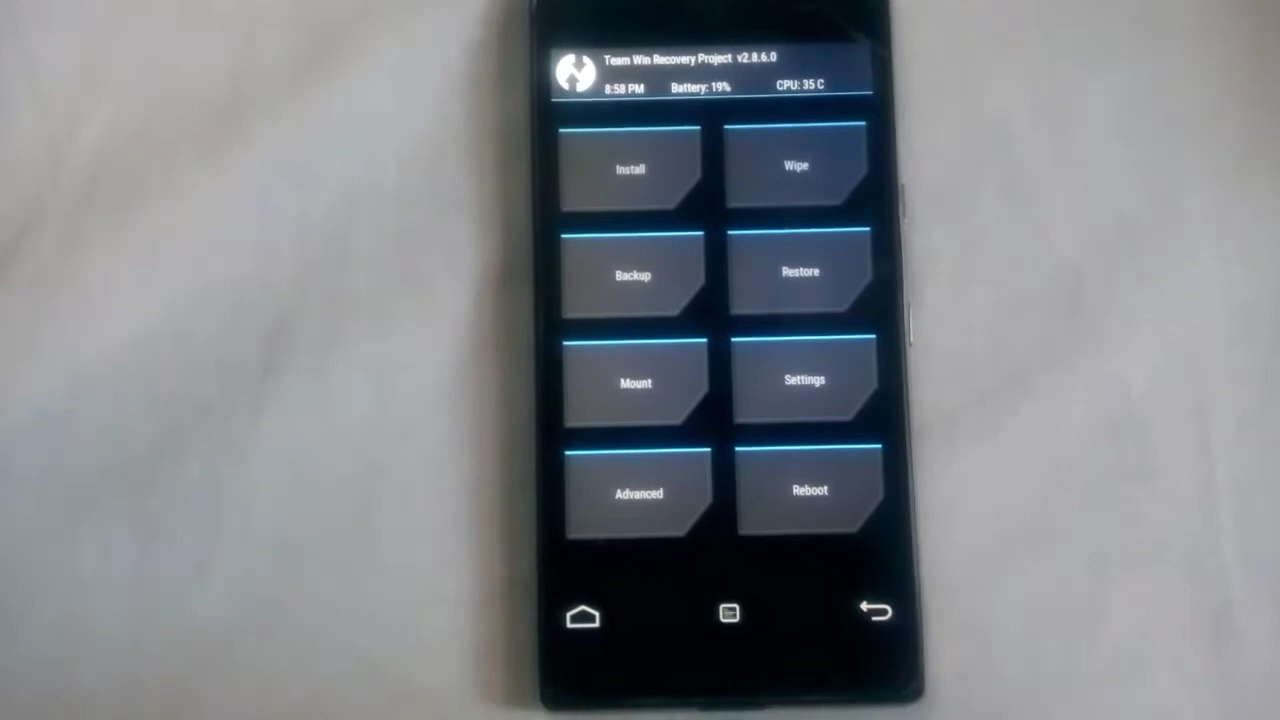 Team Win Recovery Project v2.8.6.0
8:58 PM Battery: 19% CPU: 35 C
Install Wipe
Backup Restore
Mount Settings
Advanced Reboot